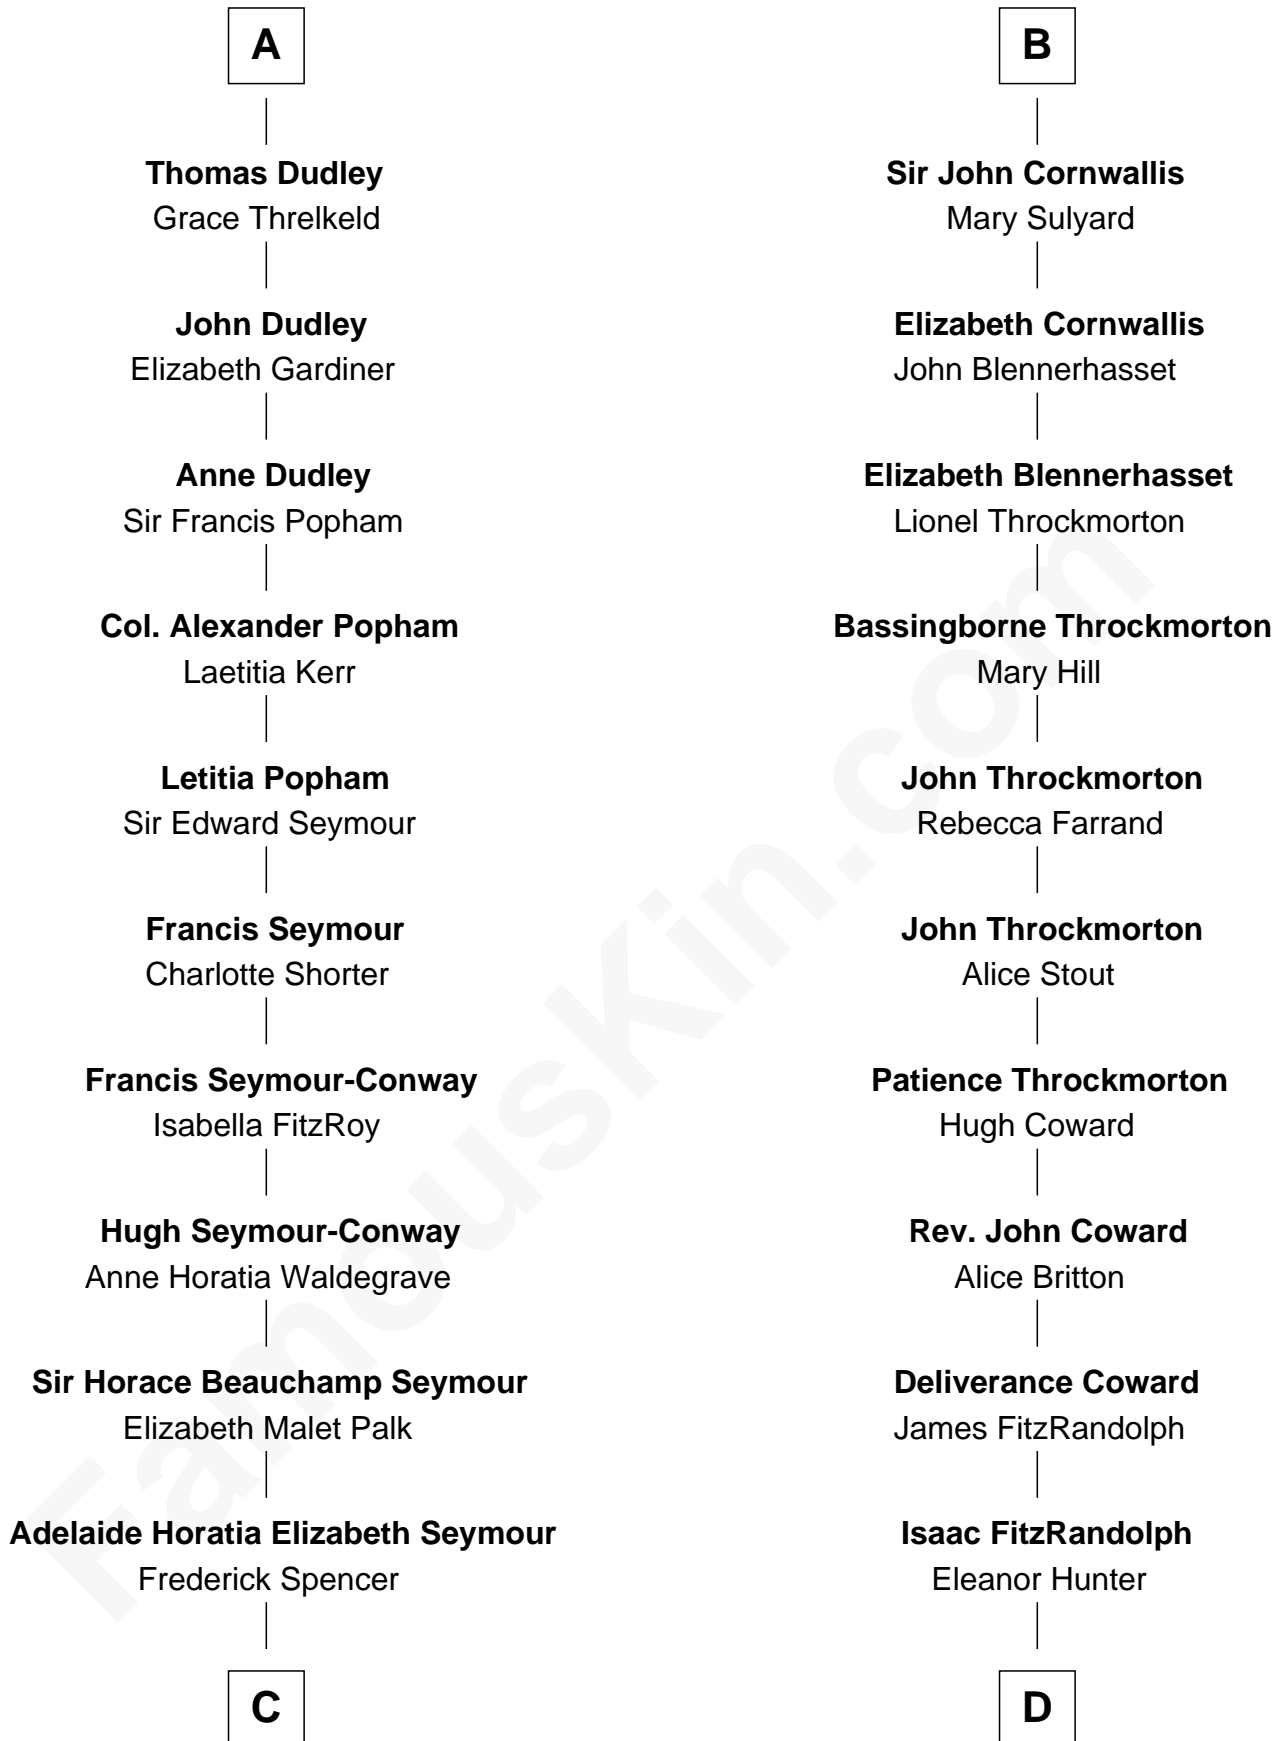 A
Thomas Dudley
Grace Threlkeld
John Dudley
Elizabeth Gardiner
Anne Dudley
Sir Francis Popham
Col. Alexander Popham
Laetitia Kerr
Letitia Popham
Sir Edward Seymour
Francis Seymour
Charlotte Shorter
Francis Seymour-Conway
Isabella FitzRoy
Hugh Seymour-Conway
Anne Horatia Waldegrave
Sir Horace Beauchamp Seymour
Elizabeth Malet Palk
Adelaide Horatia Elizabeth Seymour
Frederick Spencer
C
B
Sir John Cornwallis
Mary Sulyard
Elizabeth Cornwallis
John Blennerhasset
Elizabeth Blennerhasset
Lionel Throckmorton
Bassingborne Throckmorton
Mary Hill
John Throckmorton
Rebecca Farrand
John Throckmorton
Alice Stout
Patience Throckmorton
Hugh Coward
Rev. John Coward
Alice Britton
Deliverance Coward
James FitzRandolph
Isaac FitzRandolph
Eleanor Hunter
D
FamousKin.com